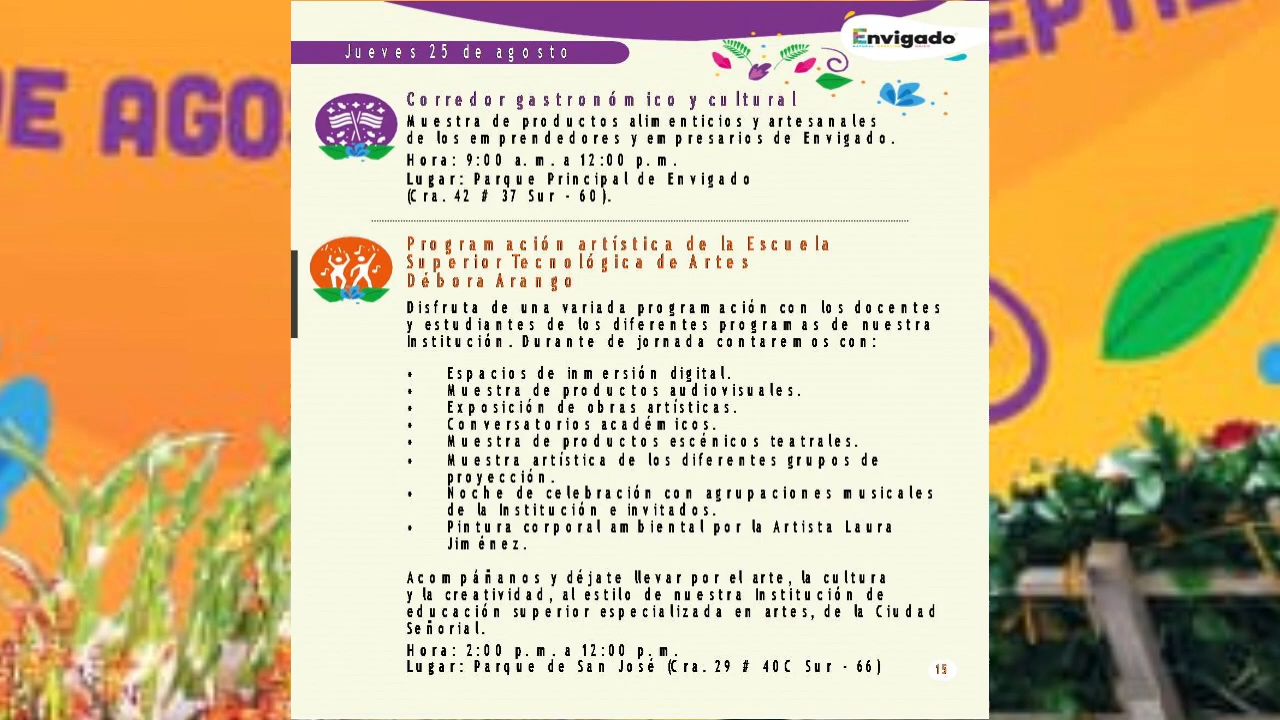 DE AGOS
SEPTIE
Envigado
Jueves 25 de agosto
Corredor gastronómico y cultural
Muestra de productos alimenticios y artesanales
de los emprendedores y empresarios de Envigado.
Hora: 9:00 a.m. a 12:00 p.m.
Lugar: Parque Principal de Envigado
(Cra. 42 # 37 Sur - 60).
Programación artística de la Escuela
Superior Tecnológica de Artes
Débora Arango
Disfruta de una variada programación con los docentes
y estudiantes de los diferentes programas de nuestra
Institución. Durante de jornada contaremos con:
• Espacios de inmersión digital.
• Muestra de productos audiovisuales.
• Exposición de obras artísticas.
• Conversatorios académicos.
• Muestra de productos escénicos teatrales.
• Muestra artística de los diferentes grupos de
proyección.
• Noche de celebración con agrupaciones musicales
de la Institución e invitados.
• Pintura corporal ambiental por la Artista Laura
Jiménez.
Acompáñanos y déjate llevar por el arte, la cultura
y la creatividad, al estilo de nuestra Institución de
educación superior especializada en artes, de la Ciudad
Señorial.
Hora: 2:00 p.m. a 12:00 p.m.
Lugar: Parque de San José (Cra. 29 # 40C Sur - 66)
15